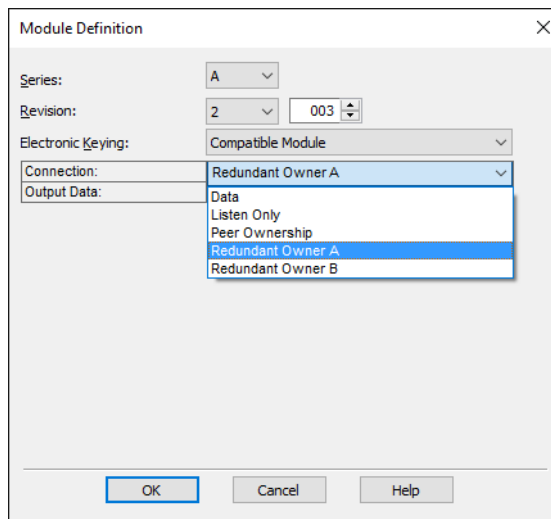 Module Definition
Series: A
Revision: 2 003
Electronic Keying: Compatible Module
Connection: Redundant Owner A
Output Data:
Data
Listen Only
Peer Ownership
Redundant Owner A
Redundant Owner B
OK Cancel Help